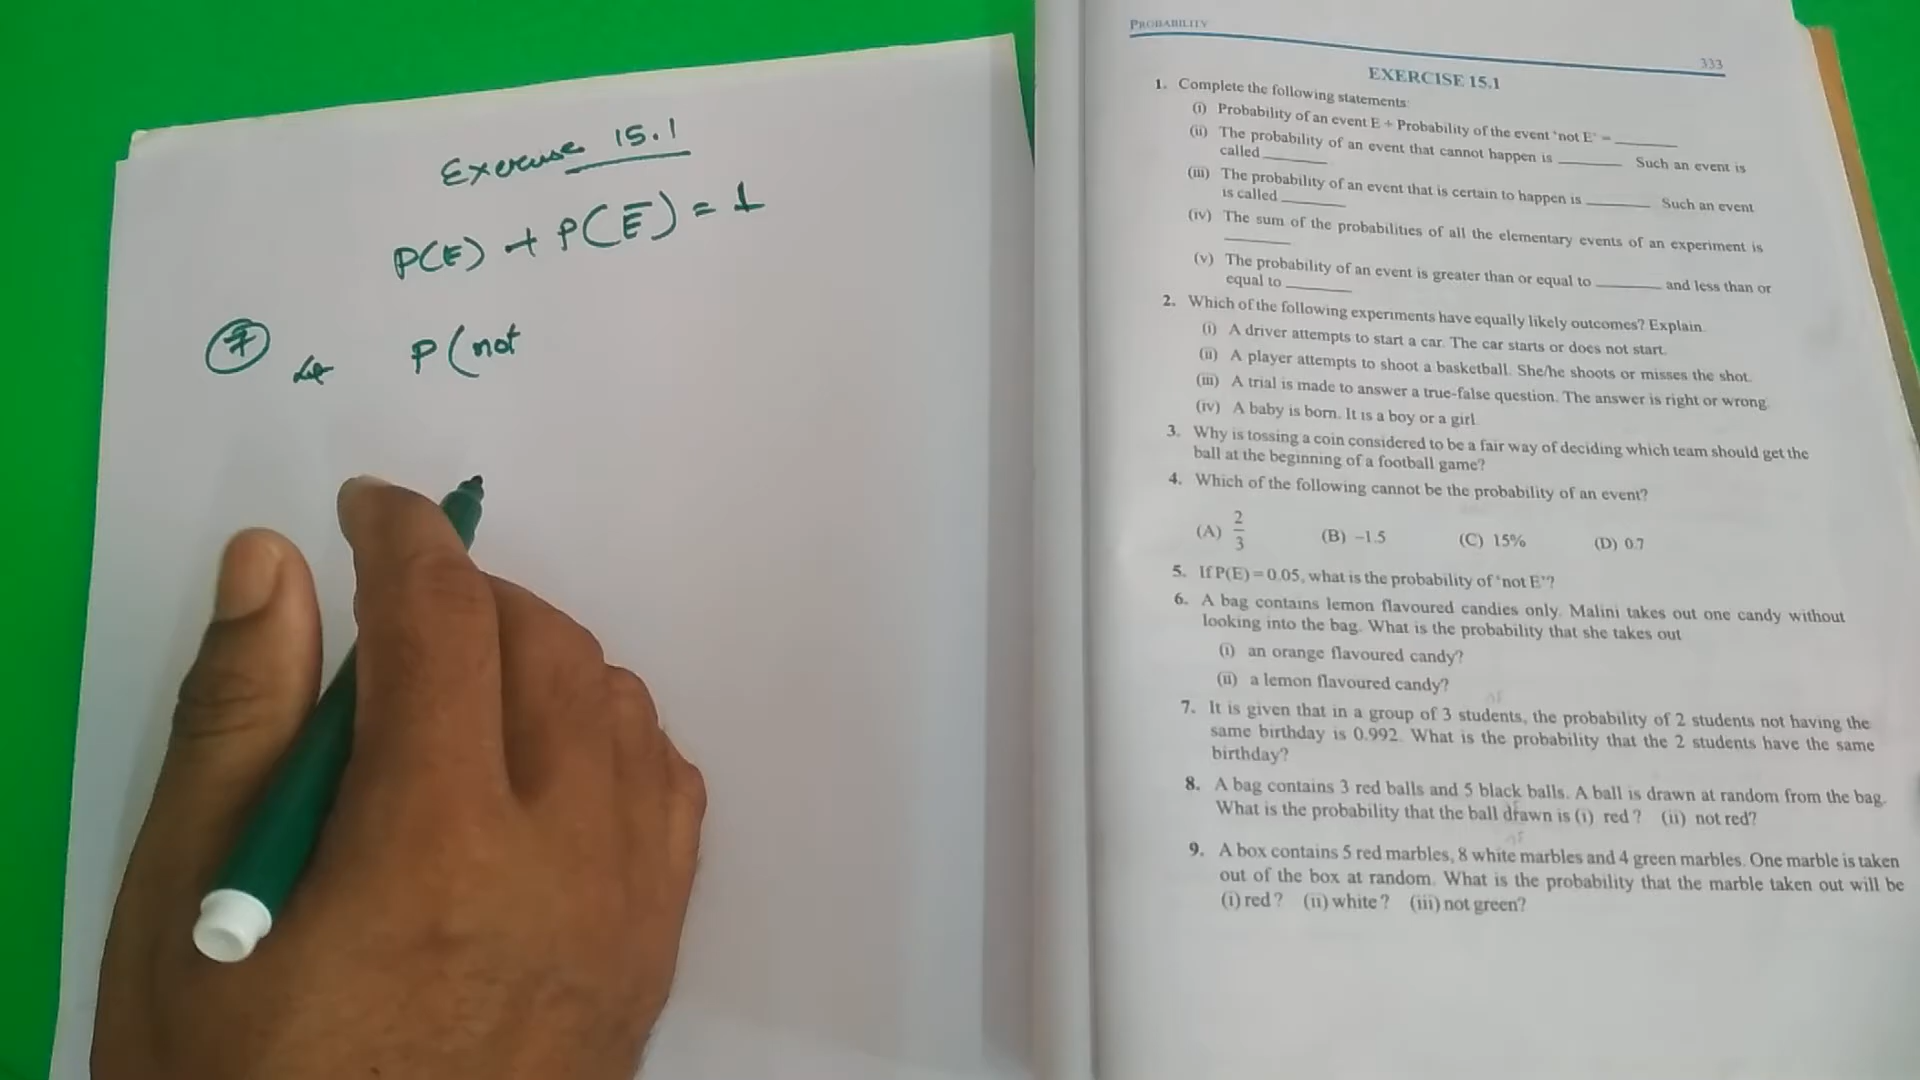 Exercise 15.1
P(E) + P(E̅) = 1
7 Let P(not
PROBABILITY
333
EXERCISE 15.1
1. Complete the following statements:
(i) Probability of an event E + Probability of the event 'not E' = ______
(ii) The probability of an event that cannot happen is ______ Such an event is
called ______
(iii) The probability of an event that is certain to happen is ______ Such an event
is called ______
(iv) The sum of the probabilities of all the elementary events of an experiment is
______
(v) The probability of an event is greater than or equal to ______ and less than or
equal to ______
2. Which of the following experiments have equally likely outcomes? Explain.
(i) A driver attempts to start a car. The car starts or does not start.
(ii) A player attempts to shoot a basketball. She/he shoots or misses the shot.
(iii) A trial is made to answer a true-false question. The answer is right or wrong.
(iv) A baby is born. It is a boy or a girl.
3. Why is tossing a coin considered to be a fair way of deciding which team should get the
ball at the beginning of a football game?
4. Which of the following cannot be the probability of an event?
(A) 2/3 (B) –1.5 (C) 15% (D) 0.7
5. If P(E) = 0.05, what is the probability of 'not E'?
6. A bag contains lemon flavoured candies only. Malini takes out one candy without
looking into the bag. What is the probability that she takes out
(i) an orange flavoured candy?
(ii) a lemon flavoured candy?
7. It is given that in a group of 3 students, the probability of 2 students not having the
same birthday is 0.992. What is the probability that the 2 students have the same
birthday?
8. A bag contains 3 red balls and 5 black balls. A ball is drawn at random from the bag.
What is the probability that the ball drawn is (i) red ? (ii) not red?
9. A box contains 5 red marbles, 8 white marbles and 4 green marbles. One marble is taken
out of the box at random. What is the probability that the marble taken out will be
(i) red ? (ii) white ? (iii) not green?